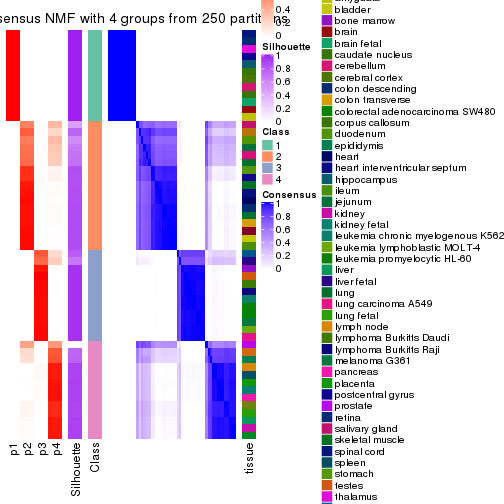 sensus NMF with 4 groups from 250 partitions
0.4
0.2
0
Silhouette
1
0.8
0.6
0.4
0.2
0
Class
1
2
3
4
Consensus
1
0.8
0.6
0.4
0.2
0
p1
p2
p3
p4
Silhouette
Class
tissue
amygdala
bladder
bone marrow
brain
brain fetal
caudate nucleus
cerebellum
cerebral cortex
colon descending
colon transverse
colorectal adenocarcinoma SW480
corpus callosum
duodenum
epididymis
heart
heart interventricular septum
hippocampus
ileum
jejunum
kidney
kidney fetal
leukemia chronic myelogenous K562
leukemia lymphoblastic MOLT-4
leukemia promyelocytic HL-60
liver
liver fetal
lung
lung carcinoma A549
lung fetal
lymph node
lymphoma Burkitts Daudi
lymphoma Burkitts Raji
melanoma G361
pancreas
placenta
postcentral gyrus
prostate
retina
salivary gland
skeletal muscle
spinal cord
spleen
stomach
testes
thalamus